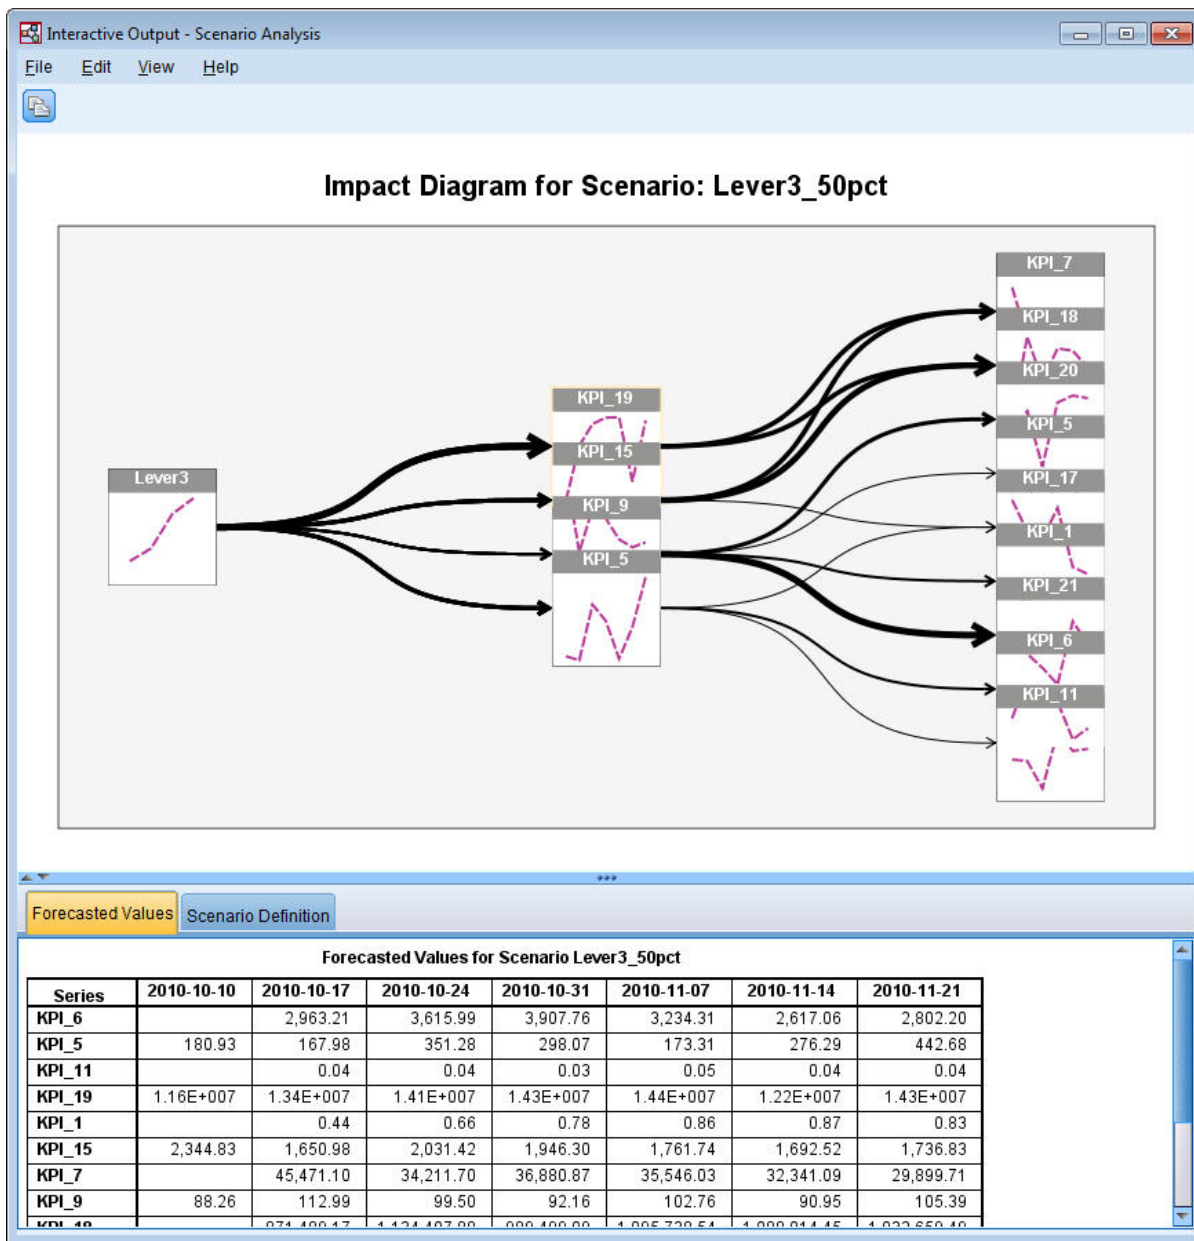 Interactive Output - Scenario Analysis
File Edit View Help
Impact Diagram for Scenario: Lever3_50pct
KPI_7
KPI_18
KPI_20
KPI_19
KPI_5
KPI_15
Lever3
KPI_17
KPI_9
KPI_1
KPI_5
KPI_21
KPI_6
KPI_11
Forecasted Values Scenario Definition
Forecasted Values for Scenario Lever3_50pct
Series 2010-10-10 2010-10-17 2010-10-24 2010-10-31 2010-11-07 2010-11-14 2010-11-21
KPI_6 2,963.21 3,615.99 3,907.76 3,234.31 2,617.06 2,802.20
KPI_5 180.93 167.98 351.28 298.07 173.31 276.29 442.68
KPI_11 0.04 0.04 0.03 0.05 0.04 0.04
KPI_19 1.16E+007 1.34E+007 1.41E+007 1.43E+007 1.44E+007 1.22E+007 1.43E+007
KPI_1 0.44 0.66 0.78 0.86 0.87 0.83
KPI_15 2,344.83 1,650.98 2,031.42 1,946.30 1,761.74 1,692.52 1,736.83
KPI_7 45,471.10 34,211.70 36,880.87 35,546.03 32,341.09 29,899.71
KPI_9 88.26 112.99 99.50 92.16 102.76 90.95 105.39
KPI_18